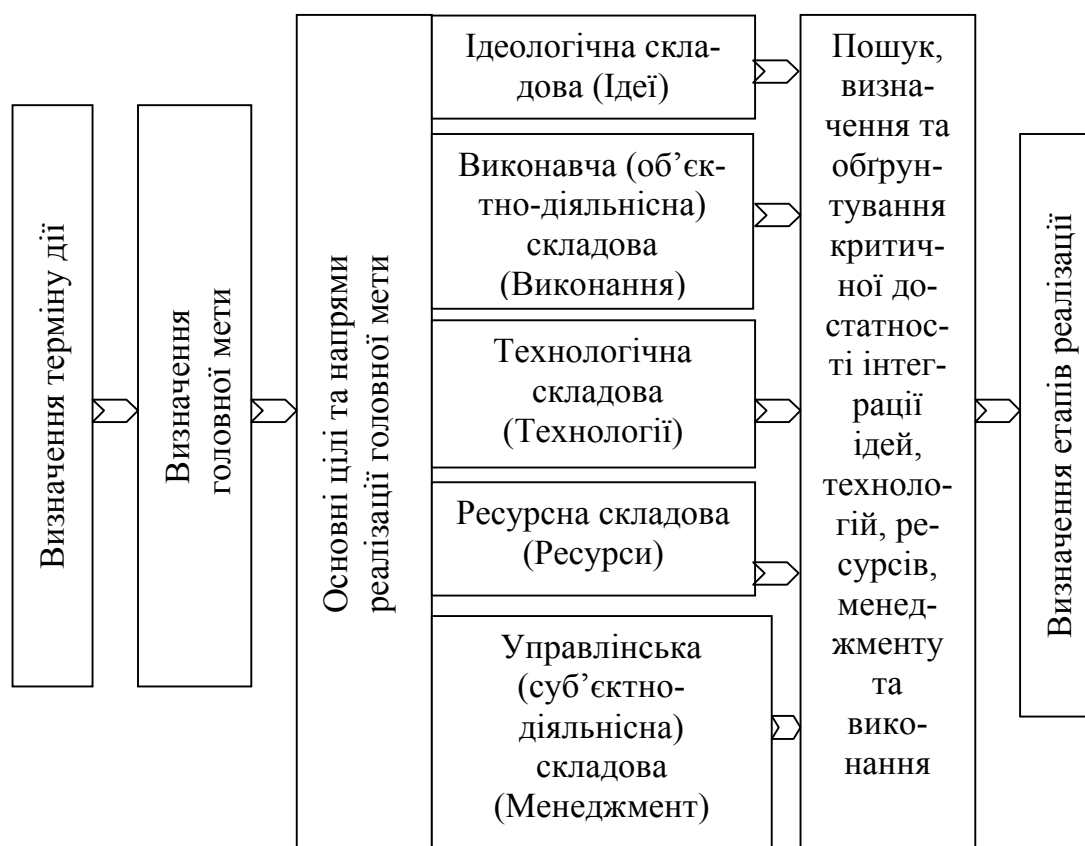 Визначення терміну дії
Визначення
головної мети
Основні цілі та напрями
реалізації головної мети
Ідеологічна скла-
дова (Ідеї)
Виконавча (об’єк-
тно-діяльнісна)
складова
(Виконання)
Технологічна
складова
(Технології)
Ресурсна складова
(Ресурси)
Управлінська
(суб’єктно-
діяльнісна)
складова
(Менеджмент)
Пошук,
визна-
чення та
обґрун-
тування
критич-
ної до-
статнос-
ті інтег-
рації
ідей,
техноло-
гій, ре-
сурсів,
менедж-
жменту
та
вико-
нання
Визначення етапів реалізації